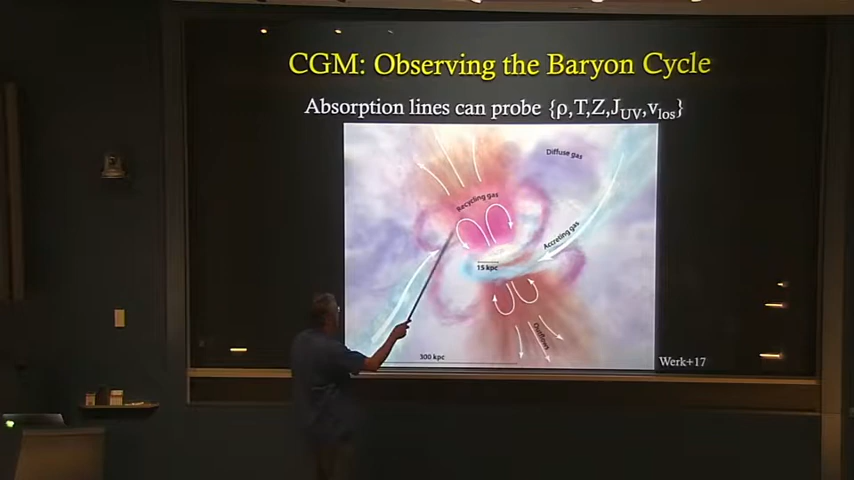 CGM: Observing the Baryon Cycle
Absorption lines can probe {ρ,T,Z,J_UV,v_los}
Diffuse gas
Recycling gas
Accreting gas
15 kpc
Outflows
300 kpc
Werk+17